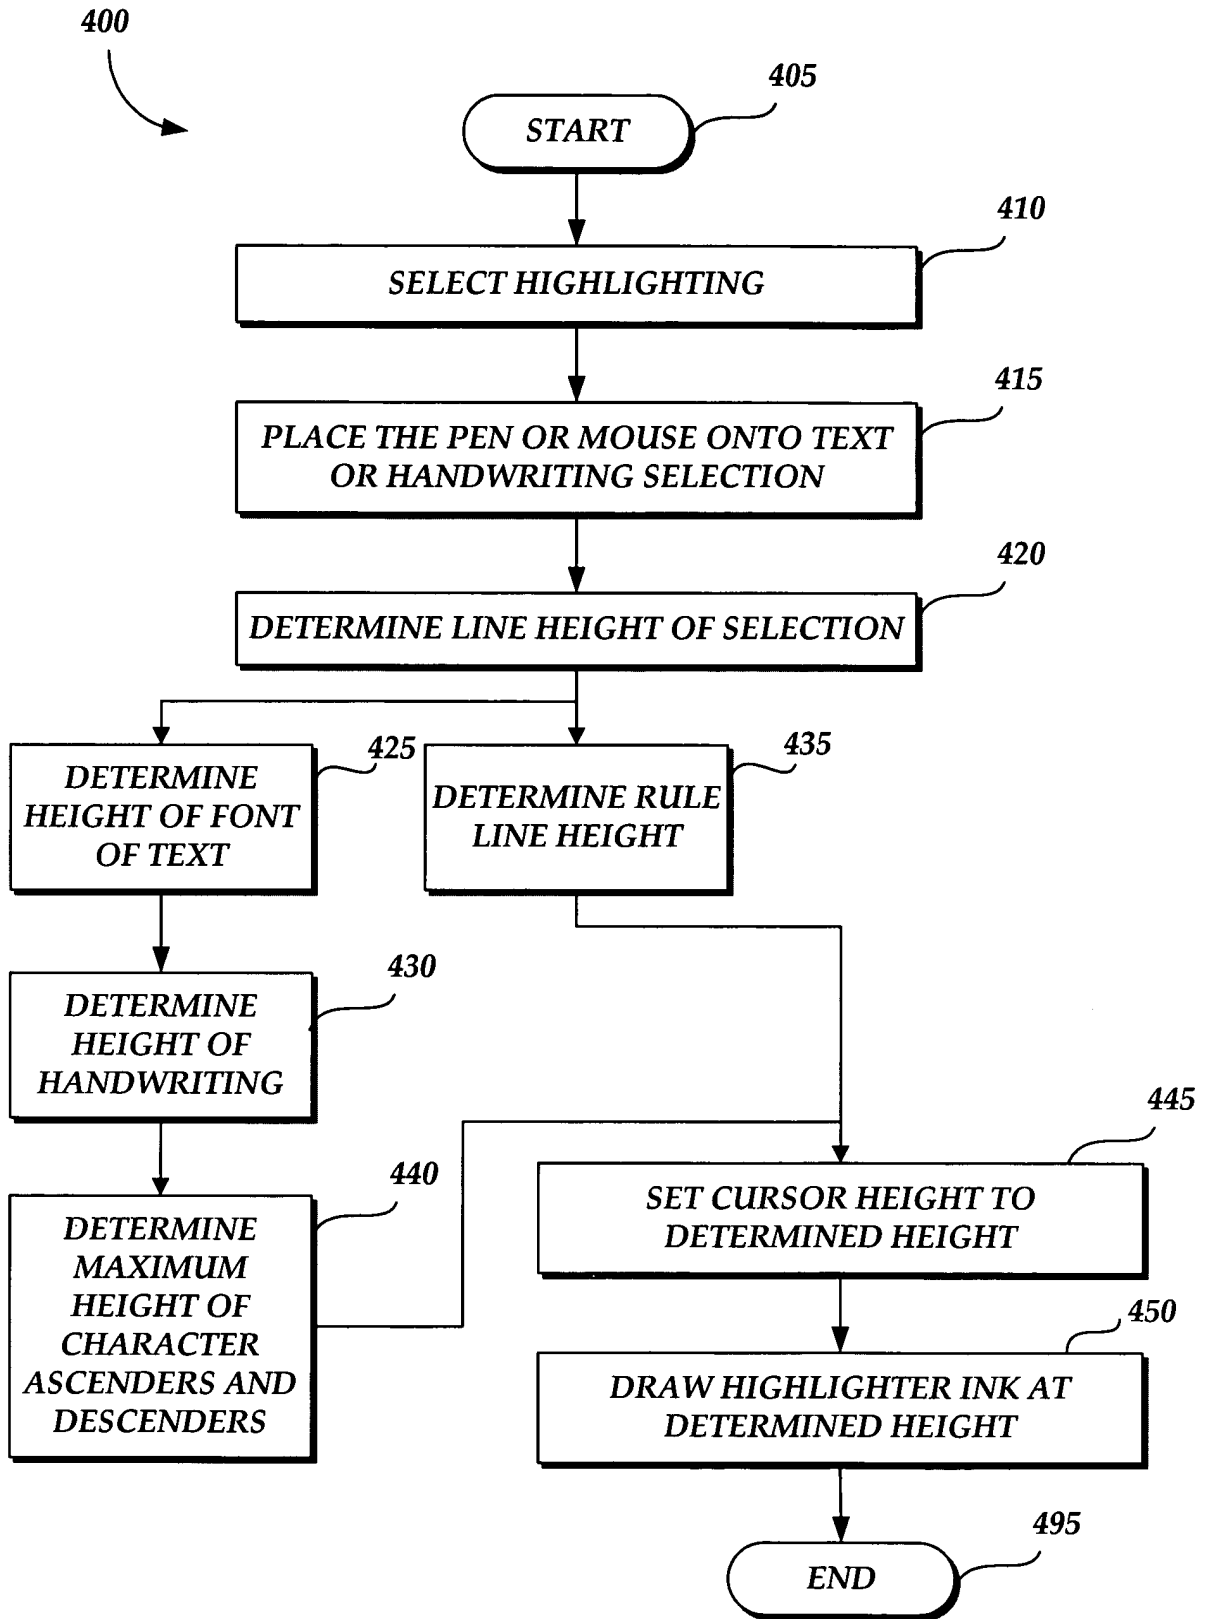 400
405
START
410
SELECT HIGHLIGHTING
415
PLACE THE PEN OR MOUSE ONTO TEXT
OR HANDWRITING SELECTION
420
DETERMINE LINE HEIGHT OF SELECTION
425
DETERMINE
HEIGHT OF FONT
OF TEXT
435
DETERMINE RULE
LINE HEIGHT
430
DETERMINE
HEIGHT OF
HANDWRITING
440
DETERMINE
MAXIMUM
HEIGHT OF
CHARACTER
ASCENDERS AND
DESCENDERS
445
SET CURSOR HEIGHT TO
DETERMINED HEIGHT
450
DRAW HIGHLIGHTER INK AT
DETERMINED HEIGHT
495
END